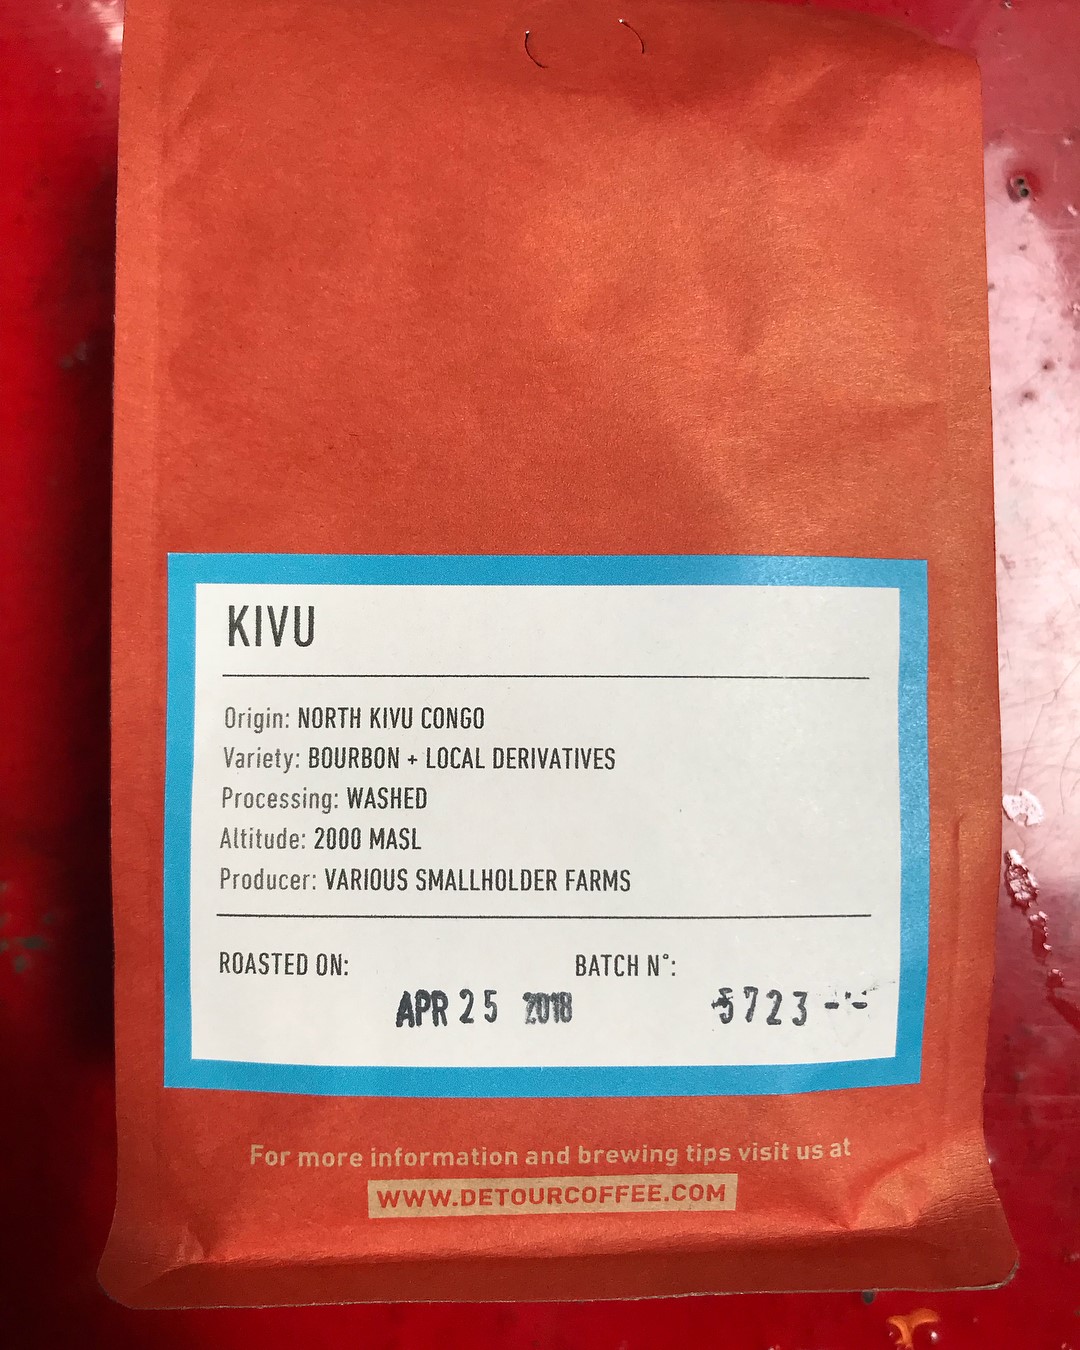 KIVU
Origin: NORTH KIVU CONGO
Variety: BOURBON + LOCAL DERIVATIVES
Processing: WASHED
Altitude: 2000 MASL
Producer: VARIOUS SMALLHOLDER FARMS
ROASTED ON: BATCH N°:
APR 25 2018 5723--
For more information and brewing tips visit us at
WWW.DETOURCOFFEE.COM